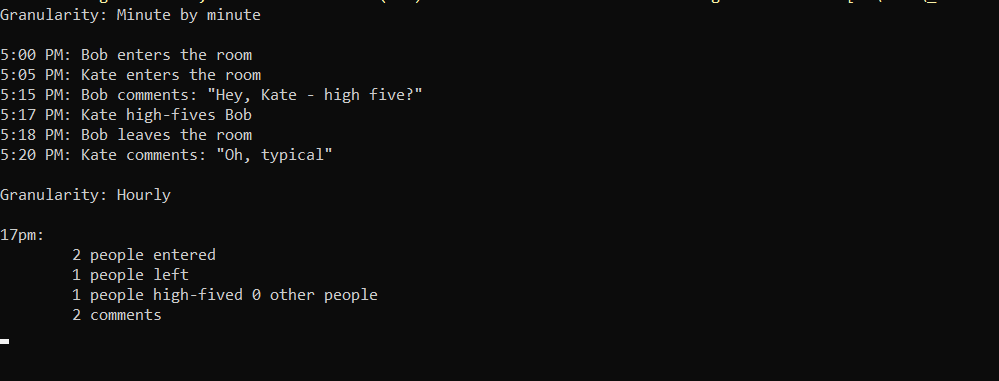 Granularity: Minute by minute
5:00 PM: Bob enters the room
5:05 PM: Kate enters the room
5:15 PM: Bob comments: "Hey, Kate - high five?"
5:17 PM: Kate high-fives Bob
5:18 PM: Bob leaves the room
5:20 PM: Kate comments: "Oh, typical"
Granularity: Hourly
17pm:
2 people entered
1 people left
1 people high-fived 0 other people
2 comments